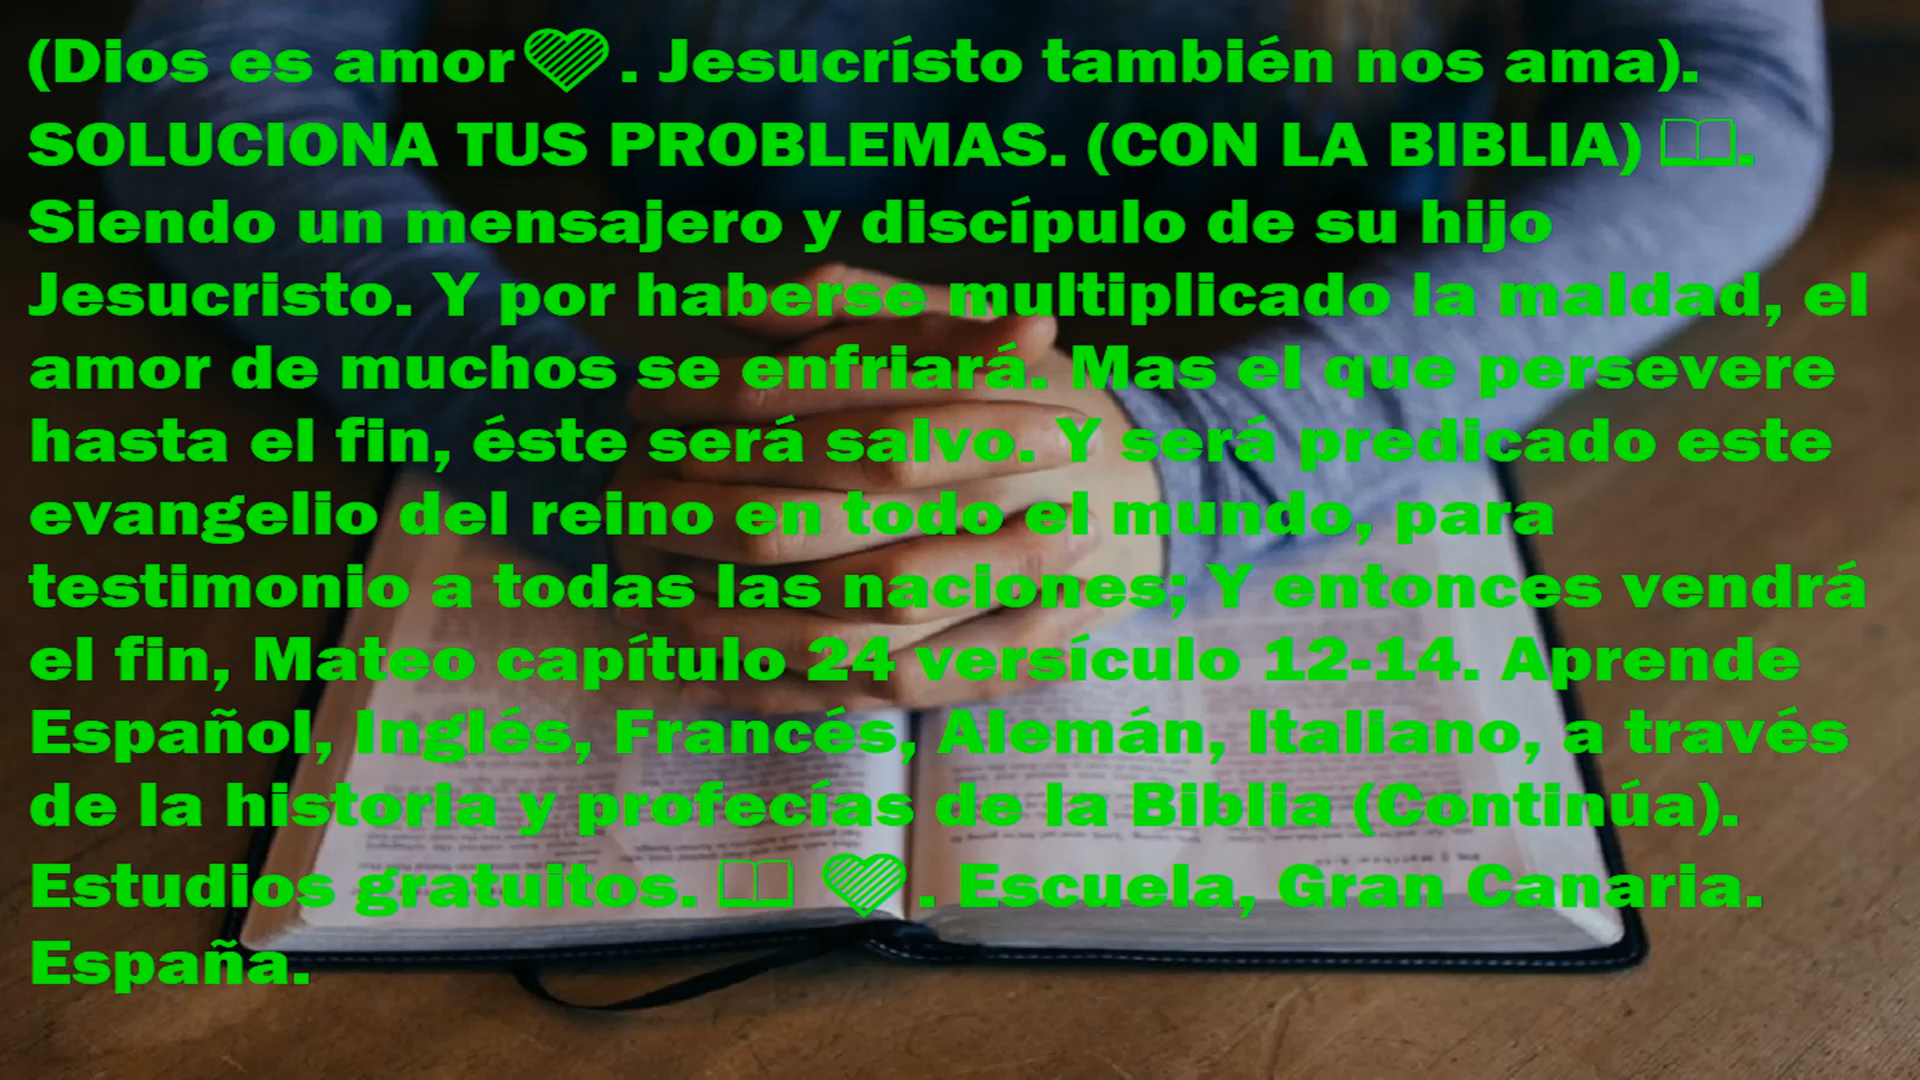 (Dios es amor💚. Jesucrísto también nos ama).
SOLUCIONA TUS PROBLEMAS. (CON LA BIBLIA) 📖.
Siendo un mensajero y discípulo de su hijo
Jesucristo. Y por haberse multiplicado la maldad, el
amor de muchos se enfriará. Mas el que persevere
hasta el fin, éste será salvo. Y será predicado este
evangelio del reino en todo el mundo, para
testimonio a todas las naciones; Y entonces vendrá
el fin, Mateo capítulo 24 versículo 12-14. Aprende
Español, Inglés, Francés, Alemán, Italiano, a través
de la historia y profecías de la Biblia (Continúa).
Estudios gratuitos. 📖 💚. Escuela, Gran Canaria.
España.